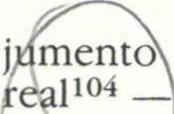 jumento
real¹⁰⁴ —